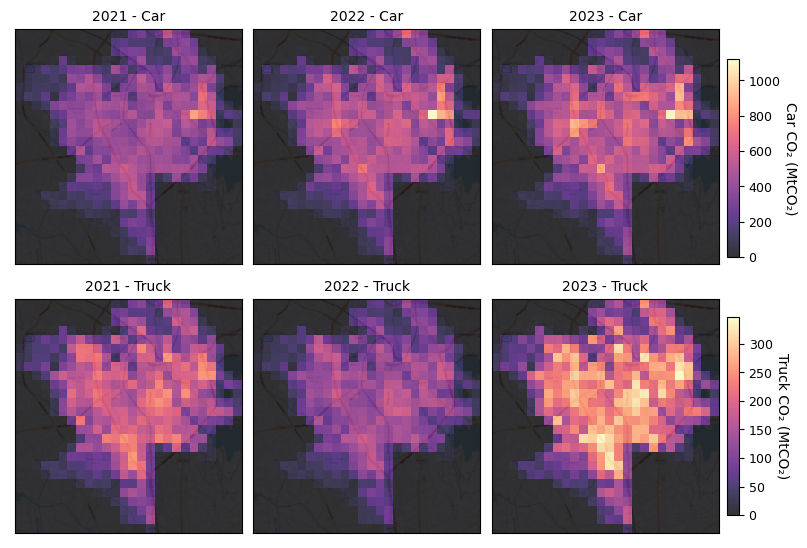 2021 - Car
2022 - Car
2023 - Car
1000
800
600
400
200
0
Car CO₂ (MtCO₂)
2021 - Truck
2022 - Truck
2023 - Truck
300
250
200
150
100
50
0
Truck CO₂ (MtCO₂)